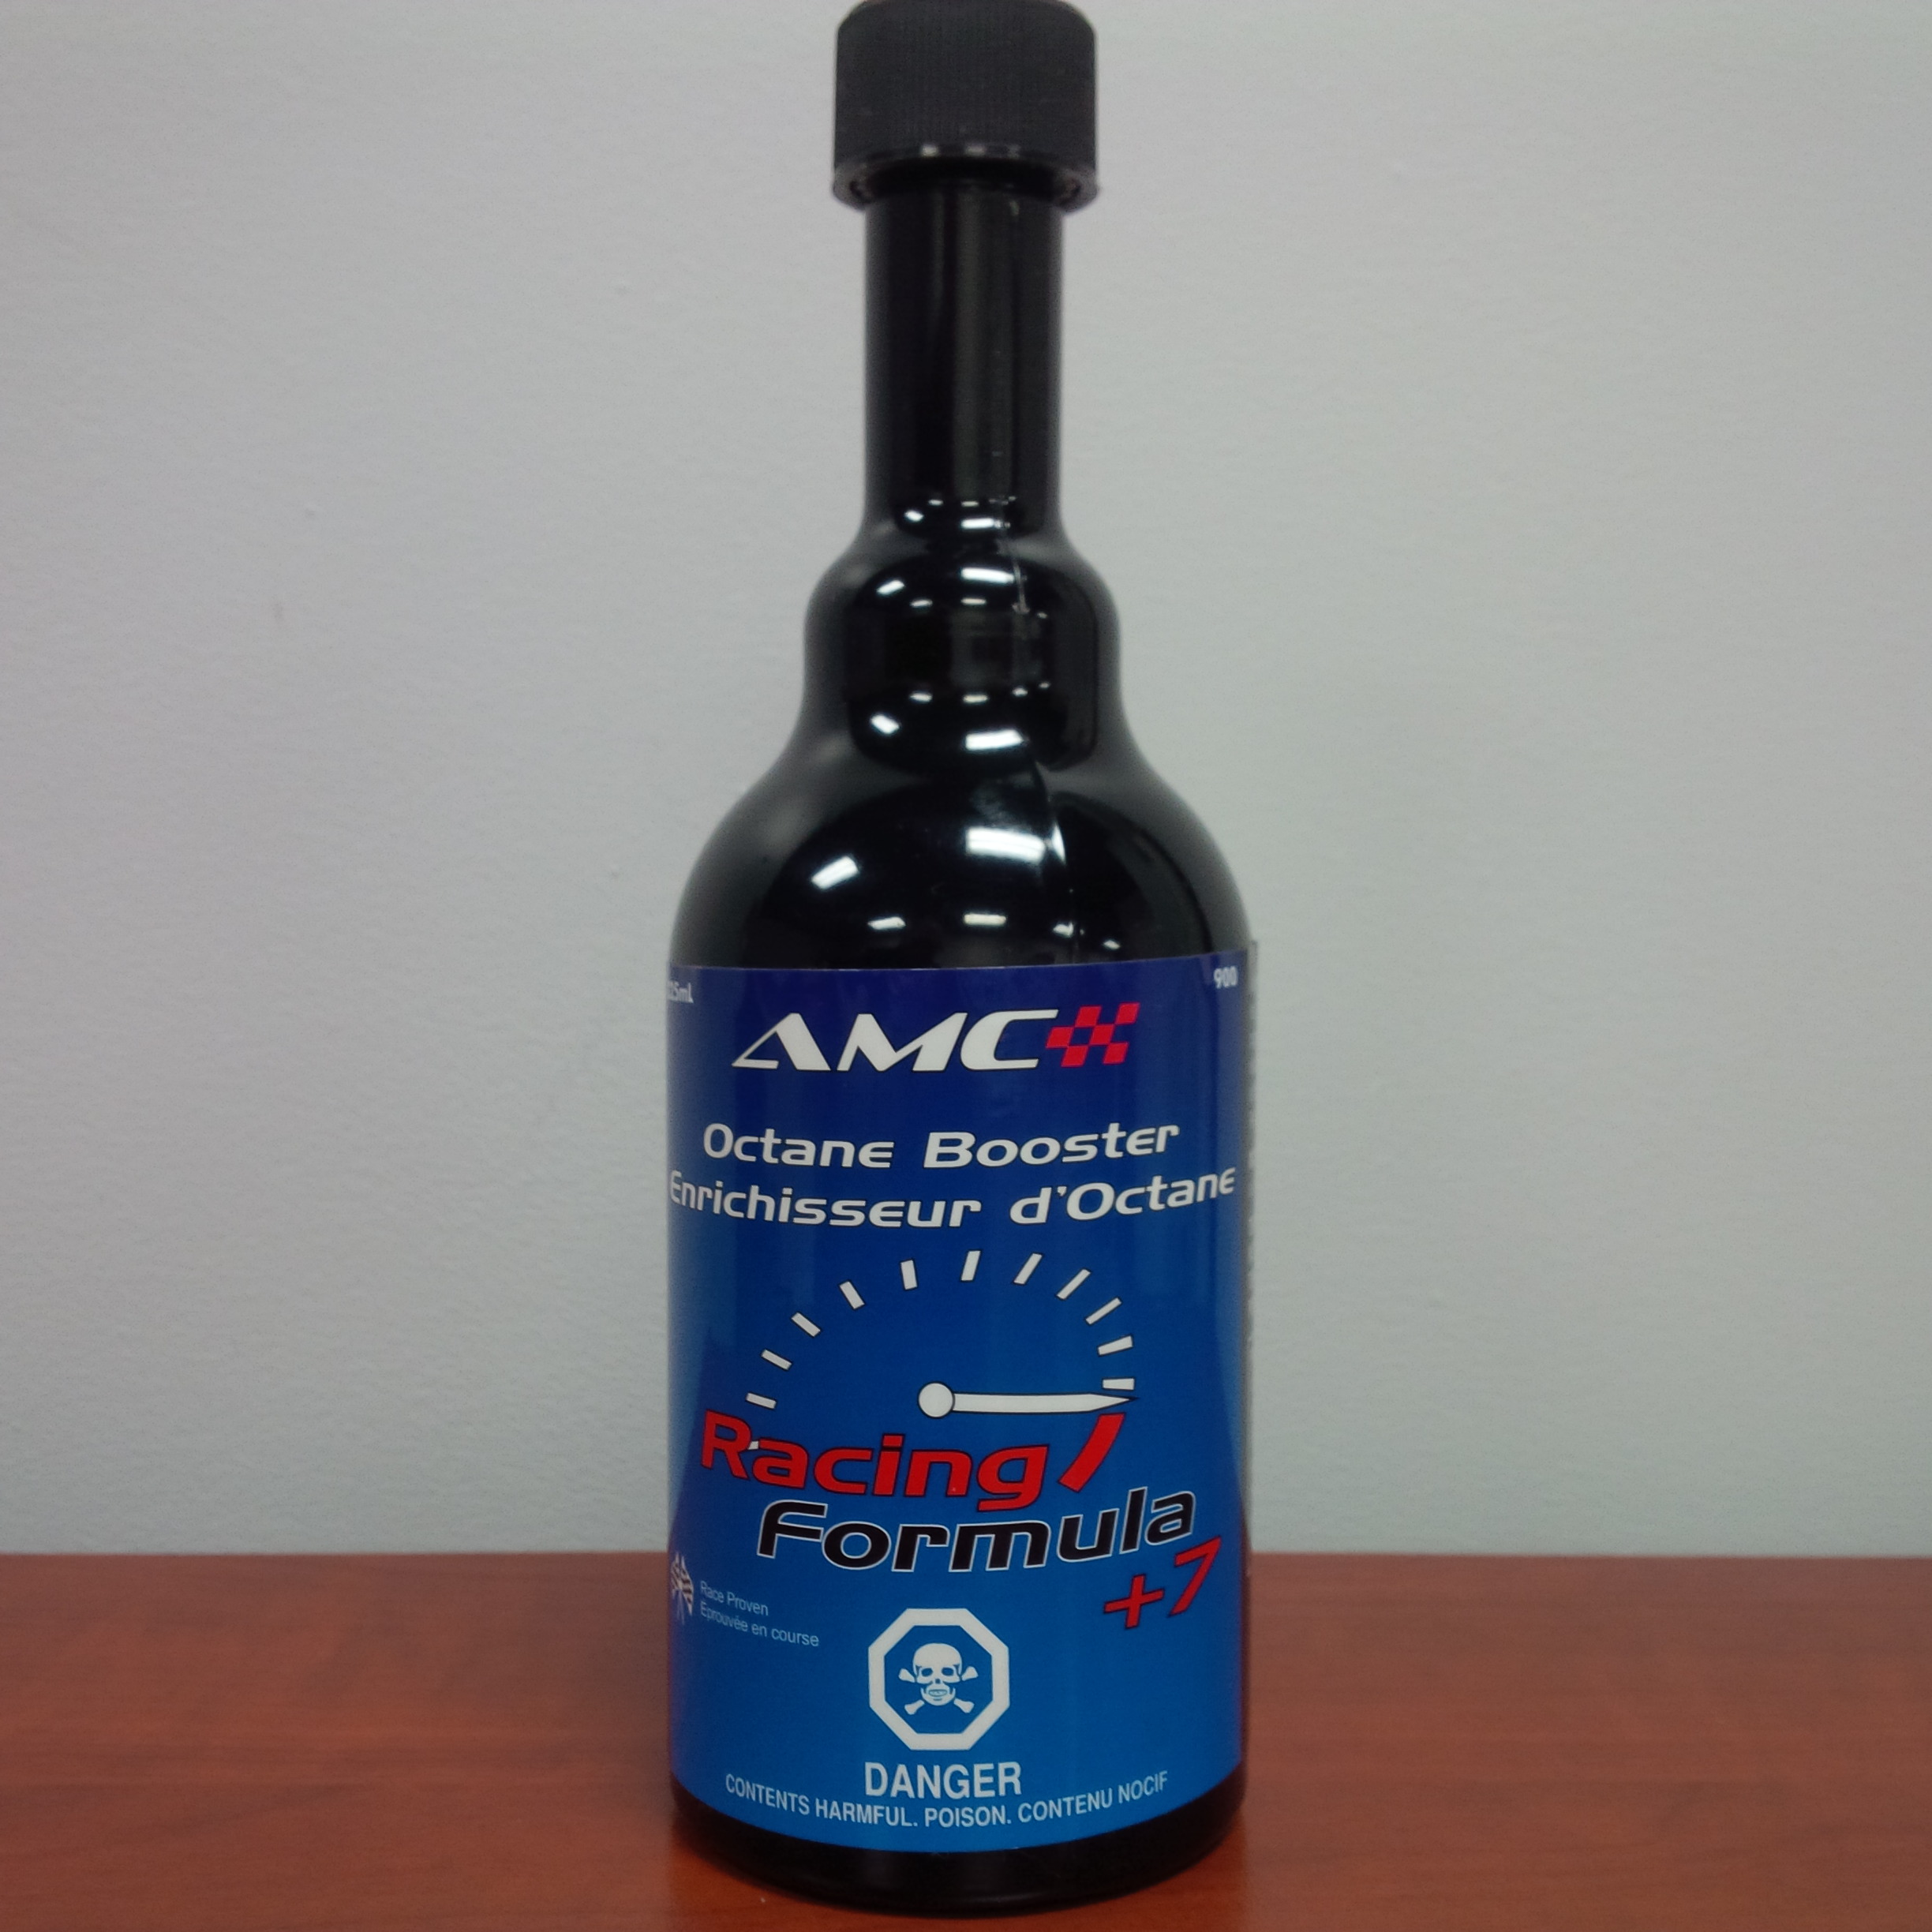 900
AMC
Octane Booster
Enrichisseur d'Octane
Racing
Formula
+7
Race Proven
Éprouvée en course
DANGER
CONTENTS HARMFUL. POISON. CONTENU NOCIF